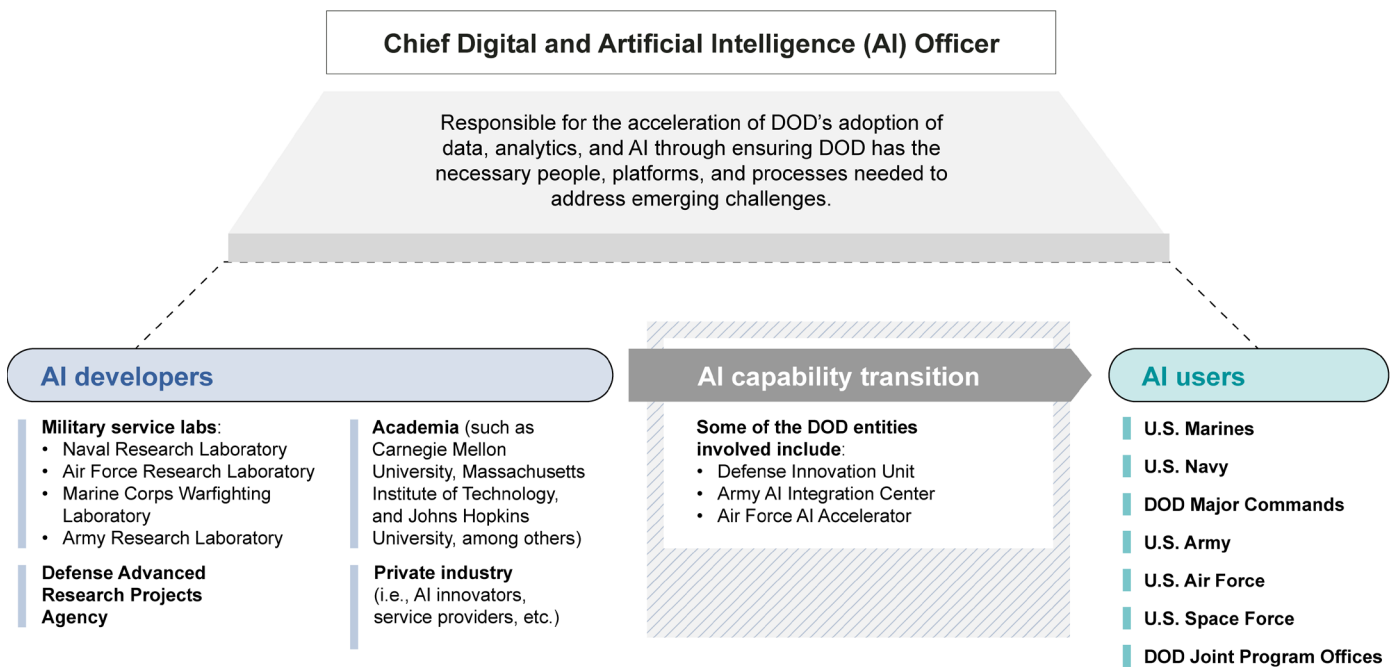 Chief Digital and Artificial Intelligence (AI) Officer
Responsible for the acceleration of DOD’s adoption of
data, analytics, and AI through ensuring DOD has the
necessary people, platforms, and processes needed to
address emerging challenges.
AI developers
Military service labs:
• Naval Research Laboratory
• Air Force Research Laboratory
• Marine Corps Warfighting
Laboratory
• Army Research Laboratory
Defense Advanced
Research Projects
Agency
Academia (such as
Carnegie Mellon
University, Massachusetts
Institute of Technology,
and Johns Hopkins
University, among others)
Private industry
(i.e., AI innovators,
service providers, etc.)
AI capability transition
Some of the DOD entities
involved include:
• Defense Innovation Unit
• Army AI Integration Center
• Air Force AI Accelerator
AI users
U.S. Marines
U.S. Navy
DOD Major Commands
U.S. Army
U.S. Air Force
U.S. Space Force
DOD Joint Program Offices